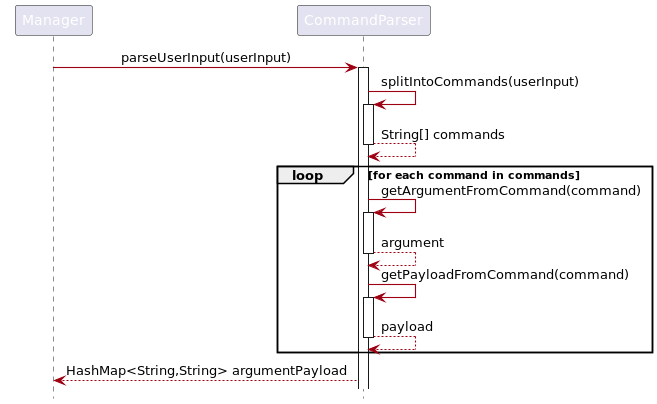 Manager
CommandParser
parseUserInput(userInput)
splitIntoCommands(userInput)
String[] commands
loop
[for each command in commands]
getArgumentFromCommand(command)
argument
getPayloadFromCommand(command)
payload
HashMap<String,String> argumentPayload